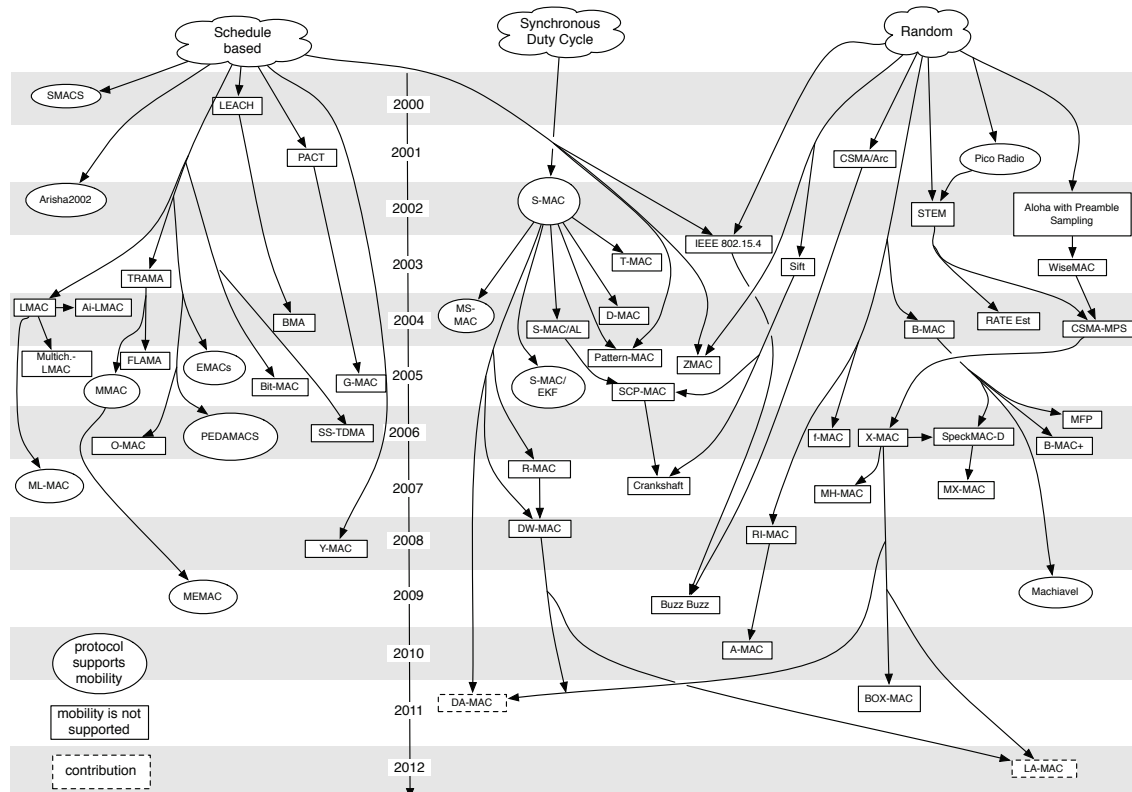 Schedule
based
Synchronous
Duty Cycle
Random
SMACS
LEACH
2000
PACT
2001
CSMA/Arc
Pico Radio
Arisha2002
S-MAC
2002
STEM
Aloha with Preamble
Sampling
IEEE 802.15.4
TRAMA
2003
T-MAC
Sift
WiseMAC
LMAC
Ai-LMAC
BMA
2004
MS-
MAC
S-MAC/AL
D-MAC
B-MAC
RATE Est
CSMA-MPS
Multich.-
LMAC
FLAMA
EMACs
Pattern-MAC
ZMAC
MMAC
Bit-MAC
G-MAC
2005
S-MAC/
EKF
SCP-MAC
MFP
O-MAC
PEDAMACS
SS-TDMA
2006
f-MAC
X-MAC
SpeckMAC-D
B-MAC+
R-MAC
ML-MAC
2007
Crankshaft
MH-MAC
MX-MAC
DW-MAC
RI-MAC
Y-MAC
2008
MEMAC
2009
Buzz Buzz
Machiavel
protocol
supports
mobility
2010
A-MAC
DA-MAC
BOX-MAC
mobility is not
supported
2011
contribution
2012
LA-MAC